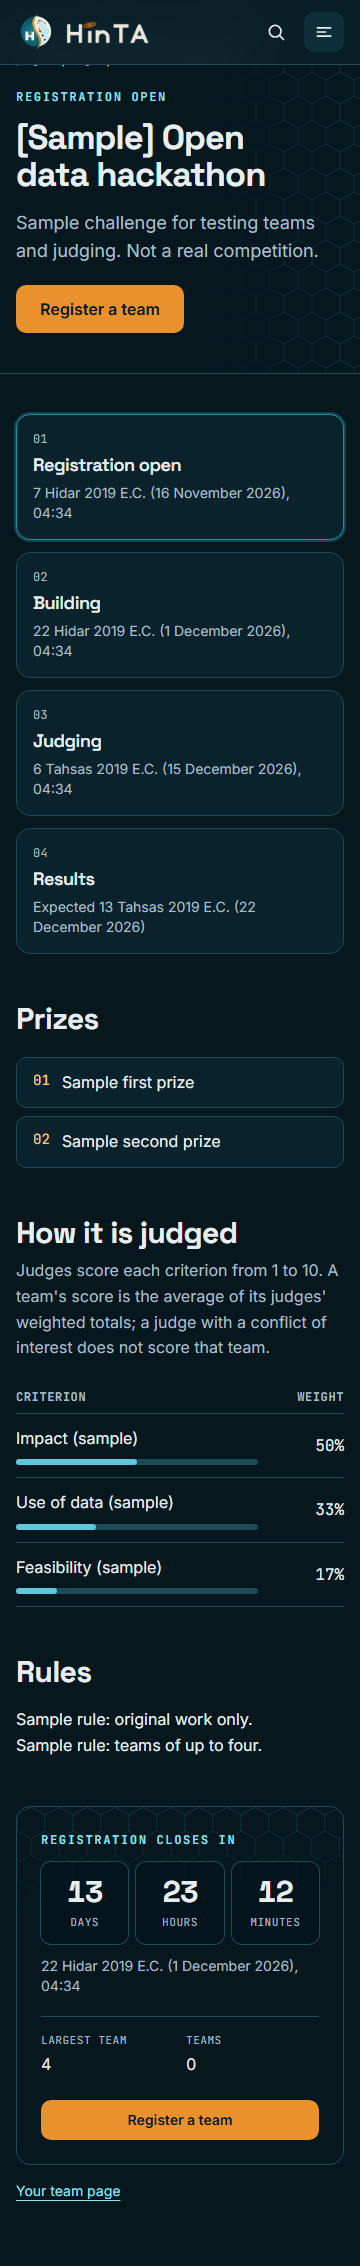 HinTA
REGISTRATION OPEN
[Sample] Open
data hackathon
Sample challenge for testing teams
and judging. Not a real competition.
Register a team
01
Registration open
7 Hidar 2019 E.C. (16 November 2026),
04:34
02
Building
22 Hidar 2019 E.C. (1 December 2026),
04:34
03
Judging
6 Tahsas 2019 E.C. (15 December 2026),
04:34
04
Results
Expected 13 Tahsas 2019 E.C. (22
December 2026)
Prizes
01 Sample first prize
02 Sample second prize
How it is judged
Judges score each criterion from 1 to 10. A
team's score is the average of its judges'
weighted totals; a judge with a conflict of
interest does not score that team.
CRITERION WEIGHT
Impact (sample) 50%
Use of data (sample) 33%
Feasibility (sample) 17%
Rules
Sample rule: original work only.
Sample rule: teams of up to four.
REGISTRATION CLOSES IN
13 23 12
DAYS HOURS MINUTES
22 Hidar 2019 E.C. (1 December 2026),
04:34
LARGEST TEAM TEAMS
4 0
Register a team
Your team page